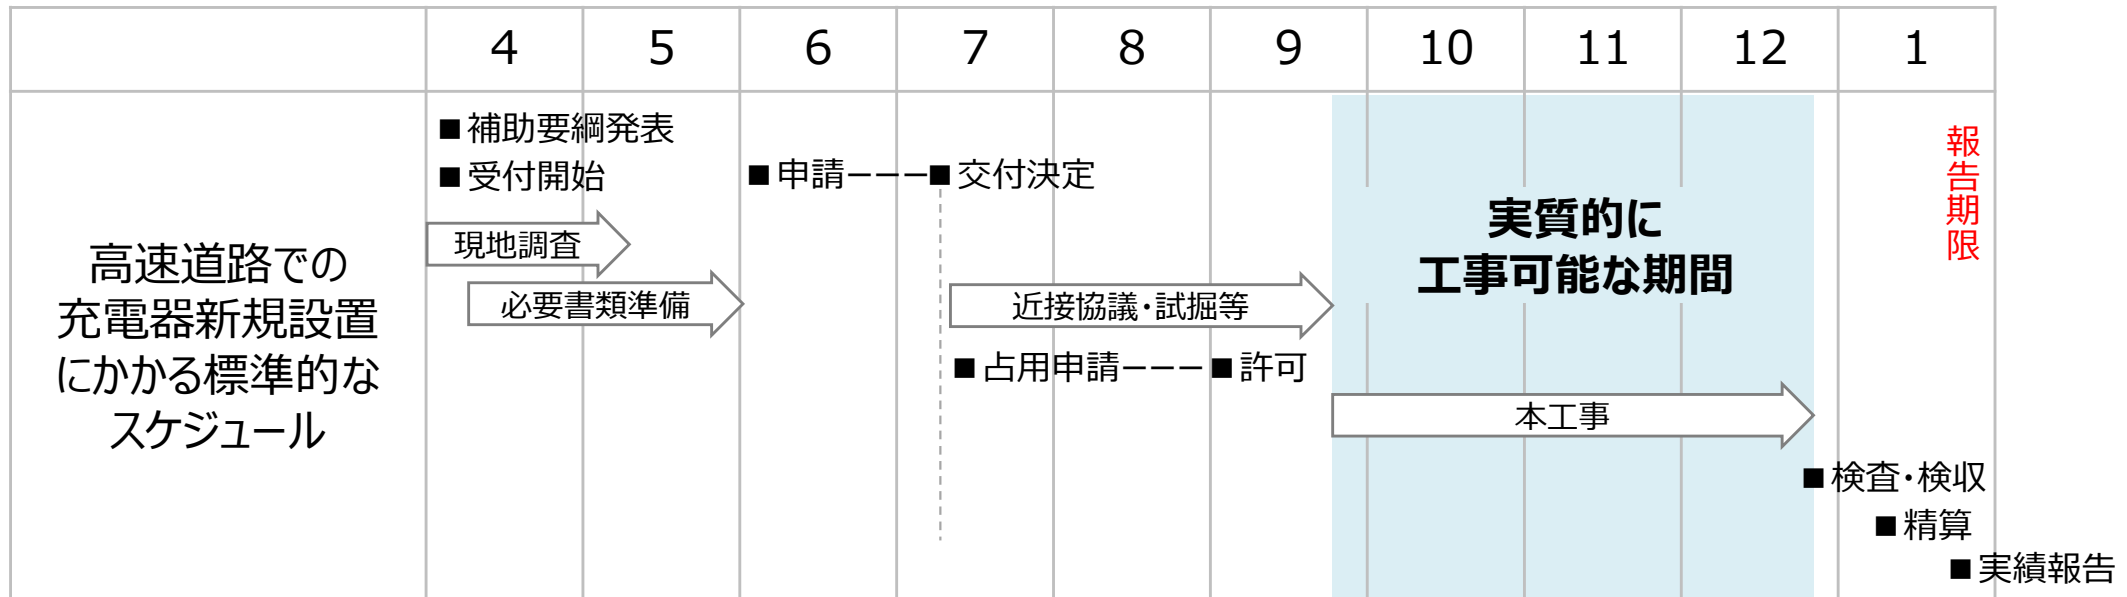 4 5 6 7 8 9 10 11 12 1
高速道路での
充電器新規設置
にかかる標準的な
スケジュール
■補助要綱発表
■受付開始
■申請−−−■交付決定
現地調査
必要書類準備
近接協議・試掘等
■占用申請−−−■許可
実質的に
工事可能な期間
本工事
報告期限
■検査・検収
■精算
■実績報告